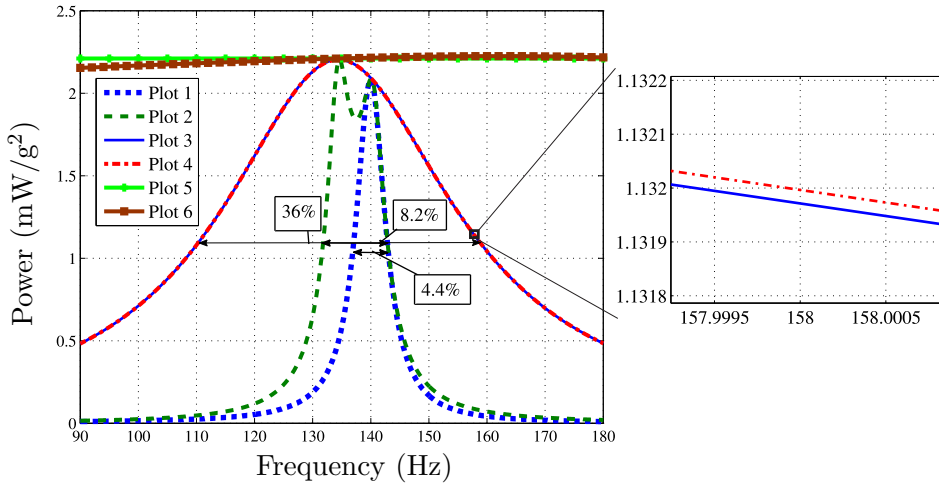 Power (mW/g²)
2.5
2
1.5
1
0.5
0
Plot 1
Plot 2
Plot 3
Plot 4
Plot 5
Plot 6
36%
8.2%
4.4%
90 100 110 120 130 140 150 160 170 180
Frequency (Hz)
1.1322
1.1321
1.132
1.1319
1.1318
157.9995 158 158.0005